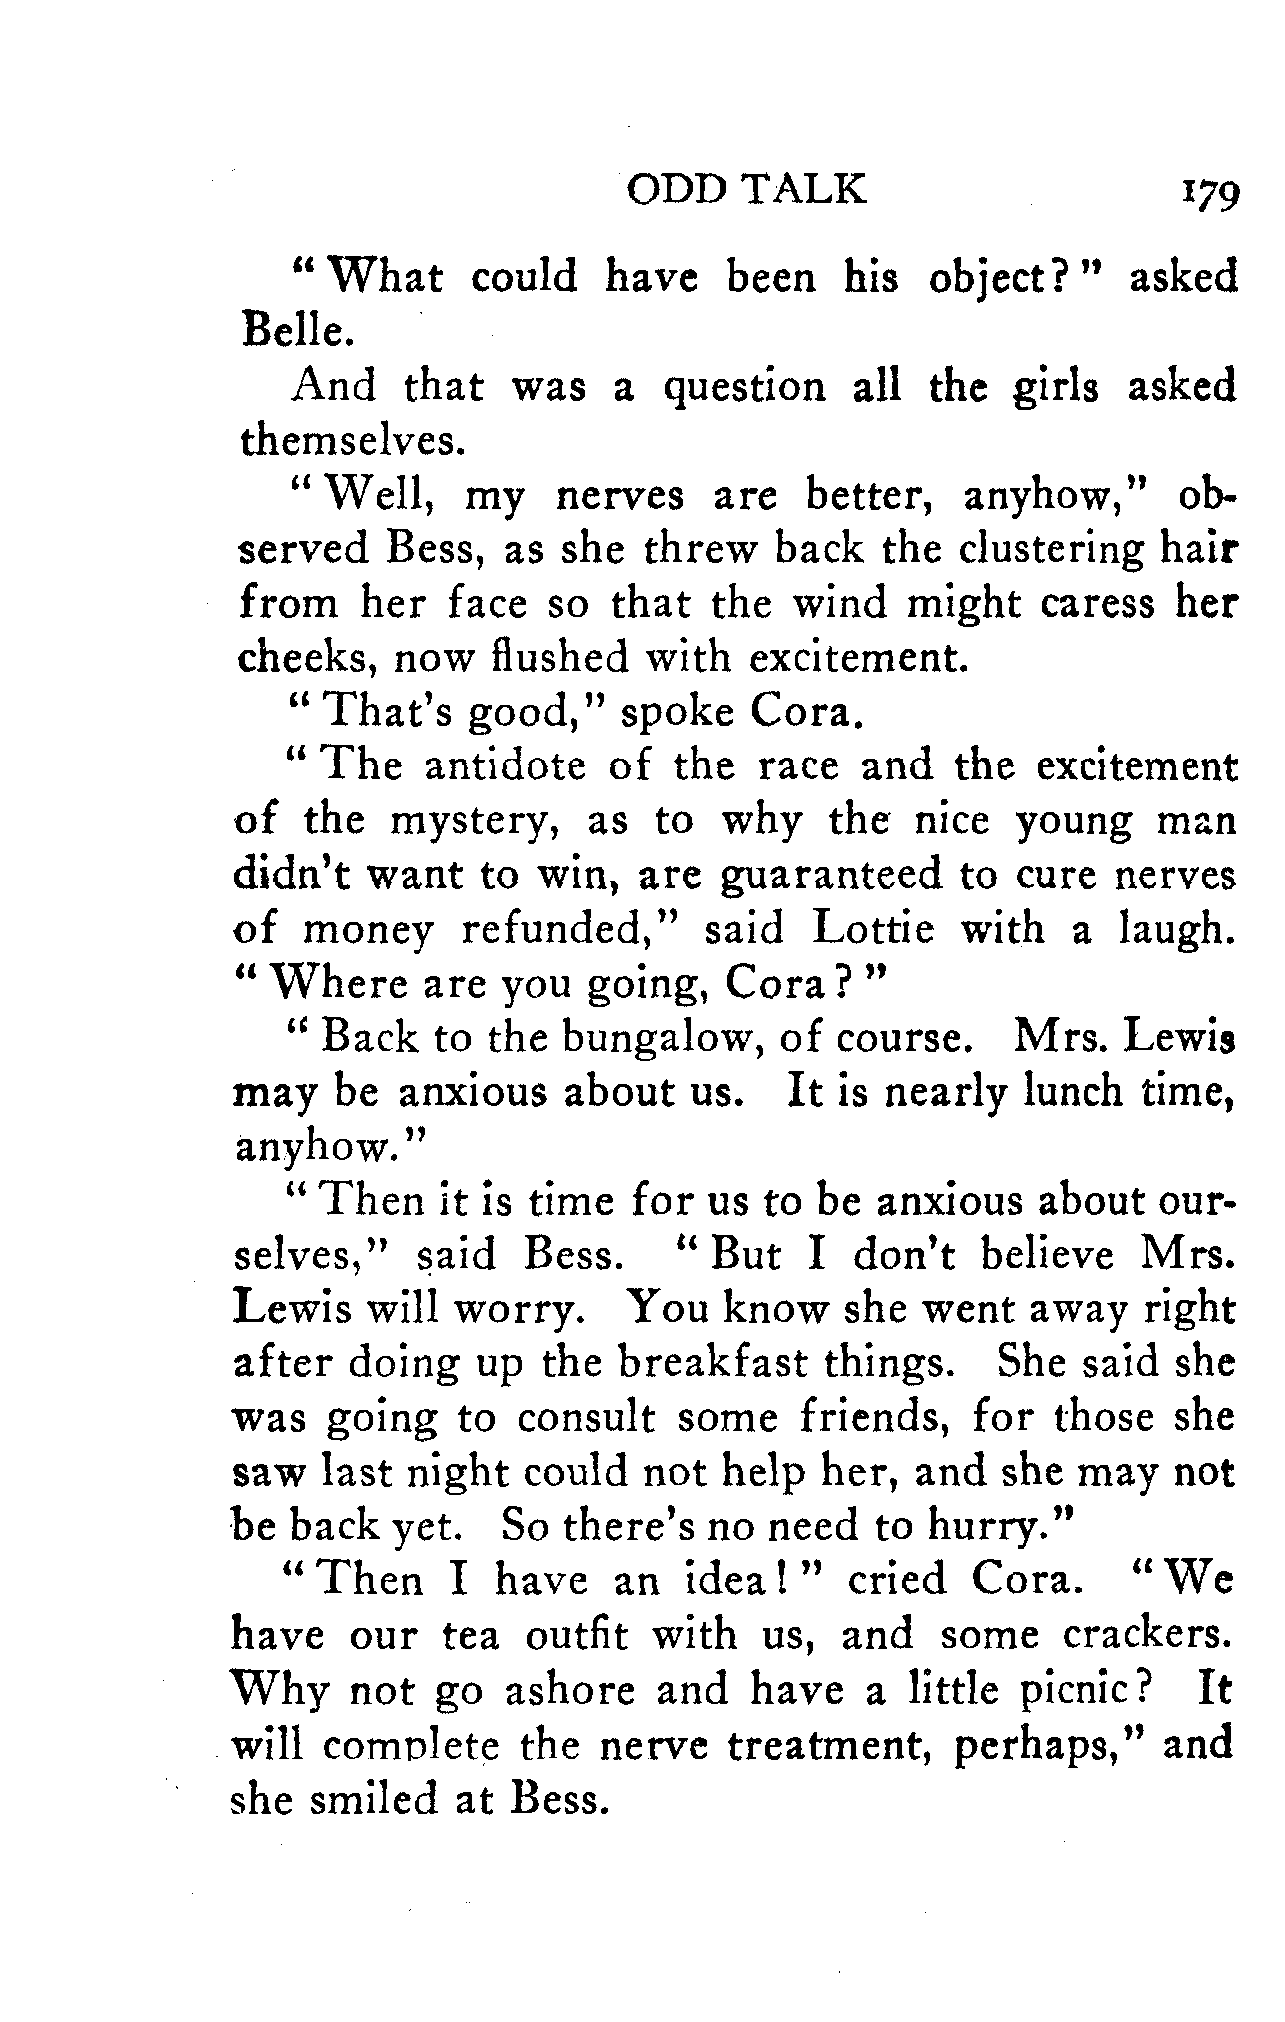 ODD TALK 179
" What could have been his object? " asked
Belle.
And that was a question all the girls asked
themselves.
" Well, my nerves are better, anyhow," ob-
served Bess, as she threw back the clustering hair
from her face so that the wind might caress her
cheeks, now flushed with excitement.
" That's good," spoke Cora.
" The antidote of the race and the excitement
of the mystery, as to why the nice young man
didn't want to win, are guaranteed to cure nerves
of money refunded," said Lottie with a laugh.
" Where are you going, Cora ? "
" Back to the bungalow, of course. Mrs. Lewis
may be anxious about us. It is nearly lunch time,
anyhow."
" Then it is time for us to be anxious about our-
selves," said Bess. " But I don't believe Mrs.
Lewis will worry. You know she went away right
after doing up the breakfast things. She said she
was going to consult some friends, for those she
saw last night could not help her, and she may not
be back yet. So there's no need to hurry."
" Then I have an idea ! " cried Cora. " We
have our tea outfit with us, and some crackers.
Why not go ashore and have a little picnic ? It
will complete the nerve treatment, perhaps," and
she smiled at Bess.